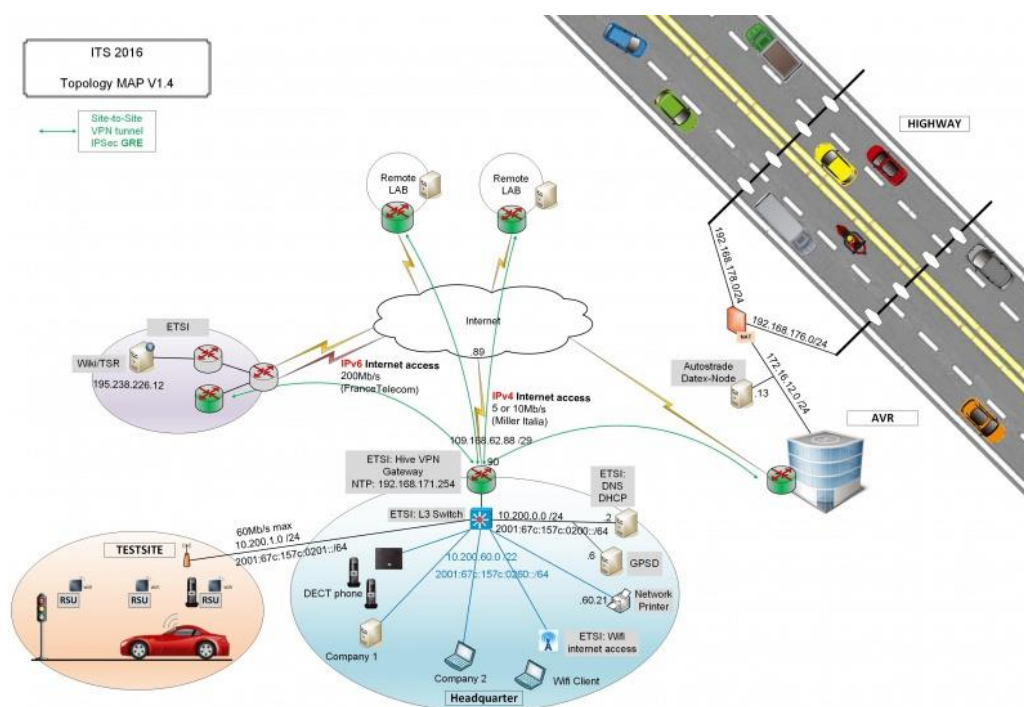 ITS 2016
Topology MAP V1.4
Site-to-Site
VPN tunnel
IPSec GRE
HIGHWAY
Remote
LAB
Remote
LAB
192.168.178.0/24
192.168.176.0/24
NAT
172.16.12.0 /24
Internet
.89
ETSI
Wiki/TSR
195.238.226.12
IPv6 Internet access
200Mb/s
(FranceTelecom)
IPv4 Internet access
5 or 10Mb/s
(Miller Italia)
Autostrade
Datex-Node
.13
AVR
109.168.62.88 /29
.90
ETSI: Hive VPN
Gateway
NTP: 192.168.171.254
ETSI:
DNS
DHCP
ETSI: L3 Switch
10.200.0.0 /24
.2
2001:67c:157c:0200::/64
60Mb/s max
10.200.1.0 /24
2001:67c:157c:0201::/64
TESTSITE
RSU
RSU
RSU
10.200.60.0 /22
2001:67c:157c:0260::/64
.6
GPSD
DECT phone
.60.21
Network
Printer
Company 1
ETSI: Wifi
internet access
Company 2
Wifi Client
Headquarter